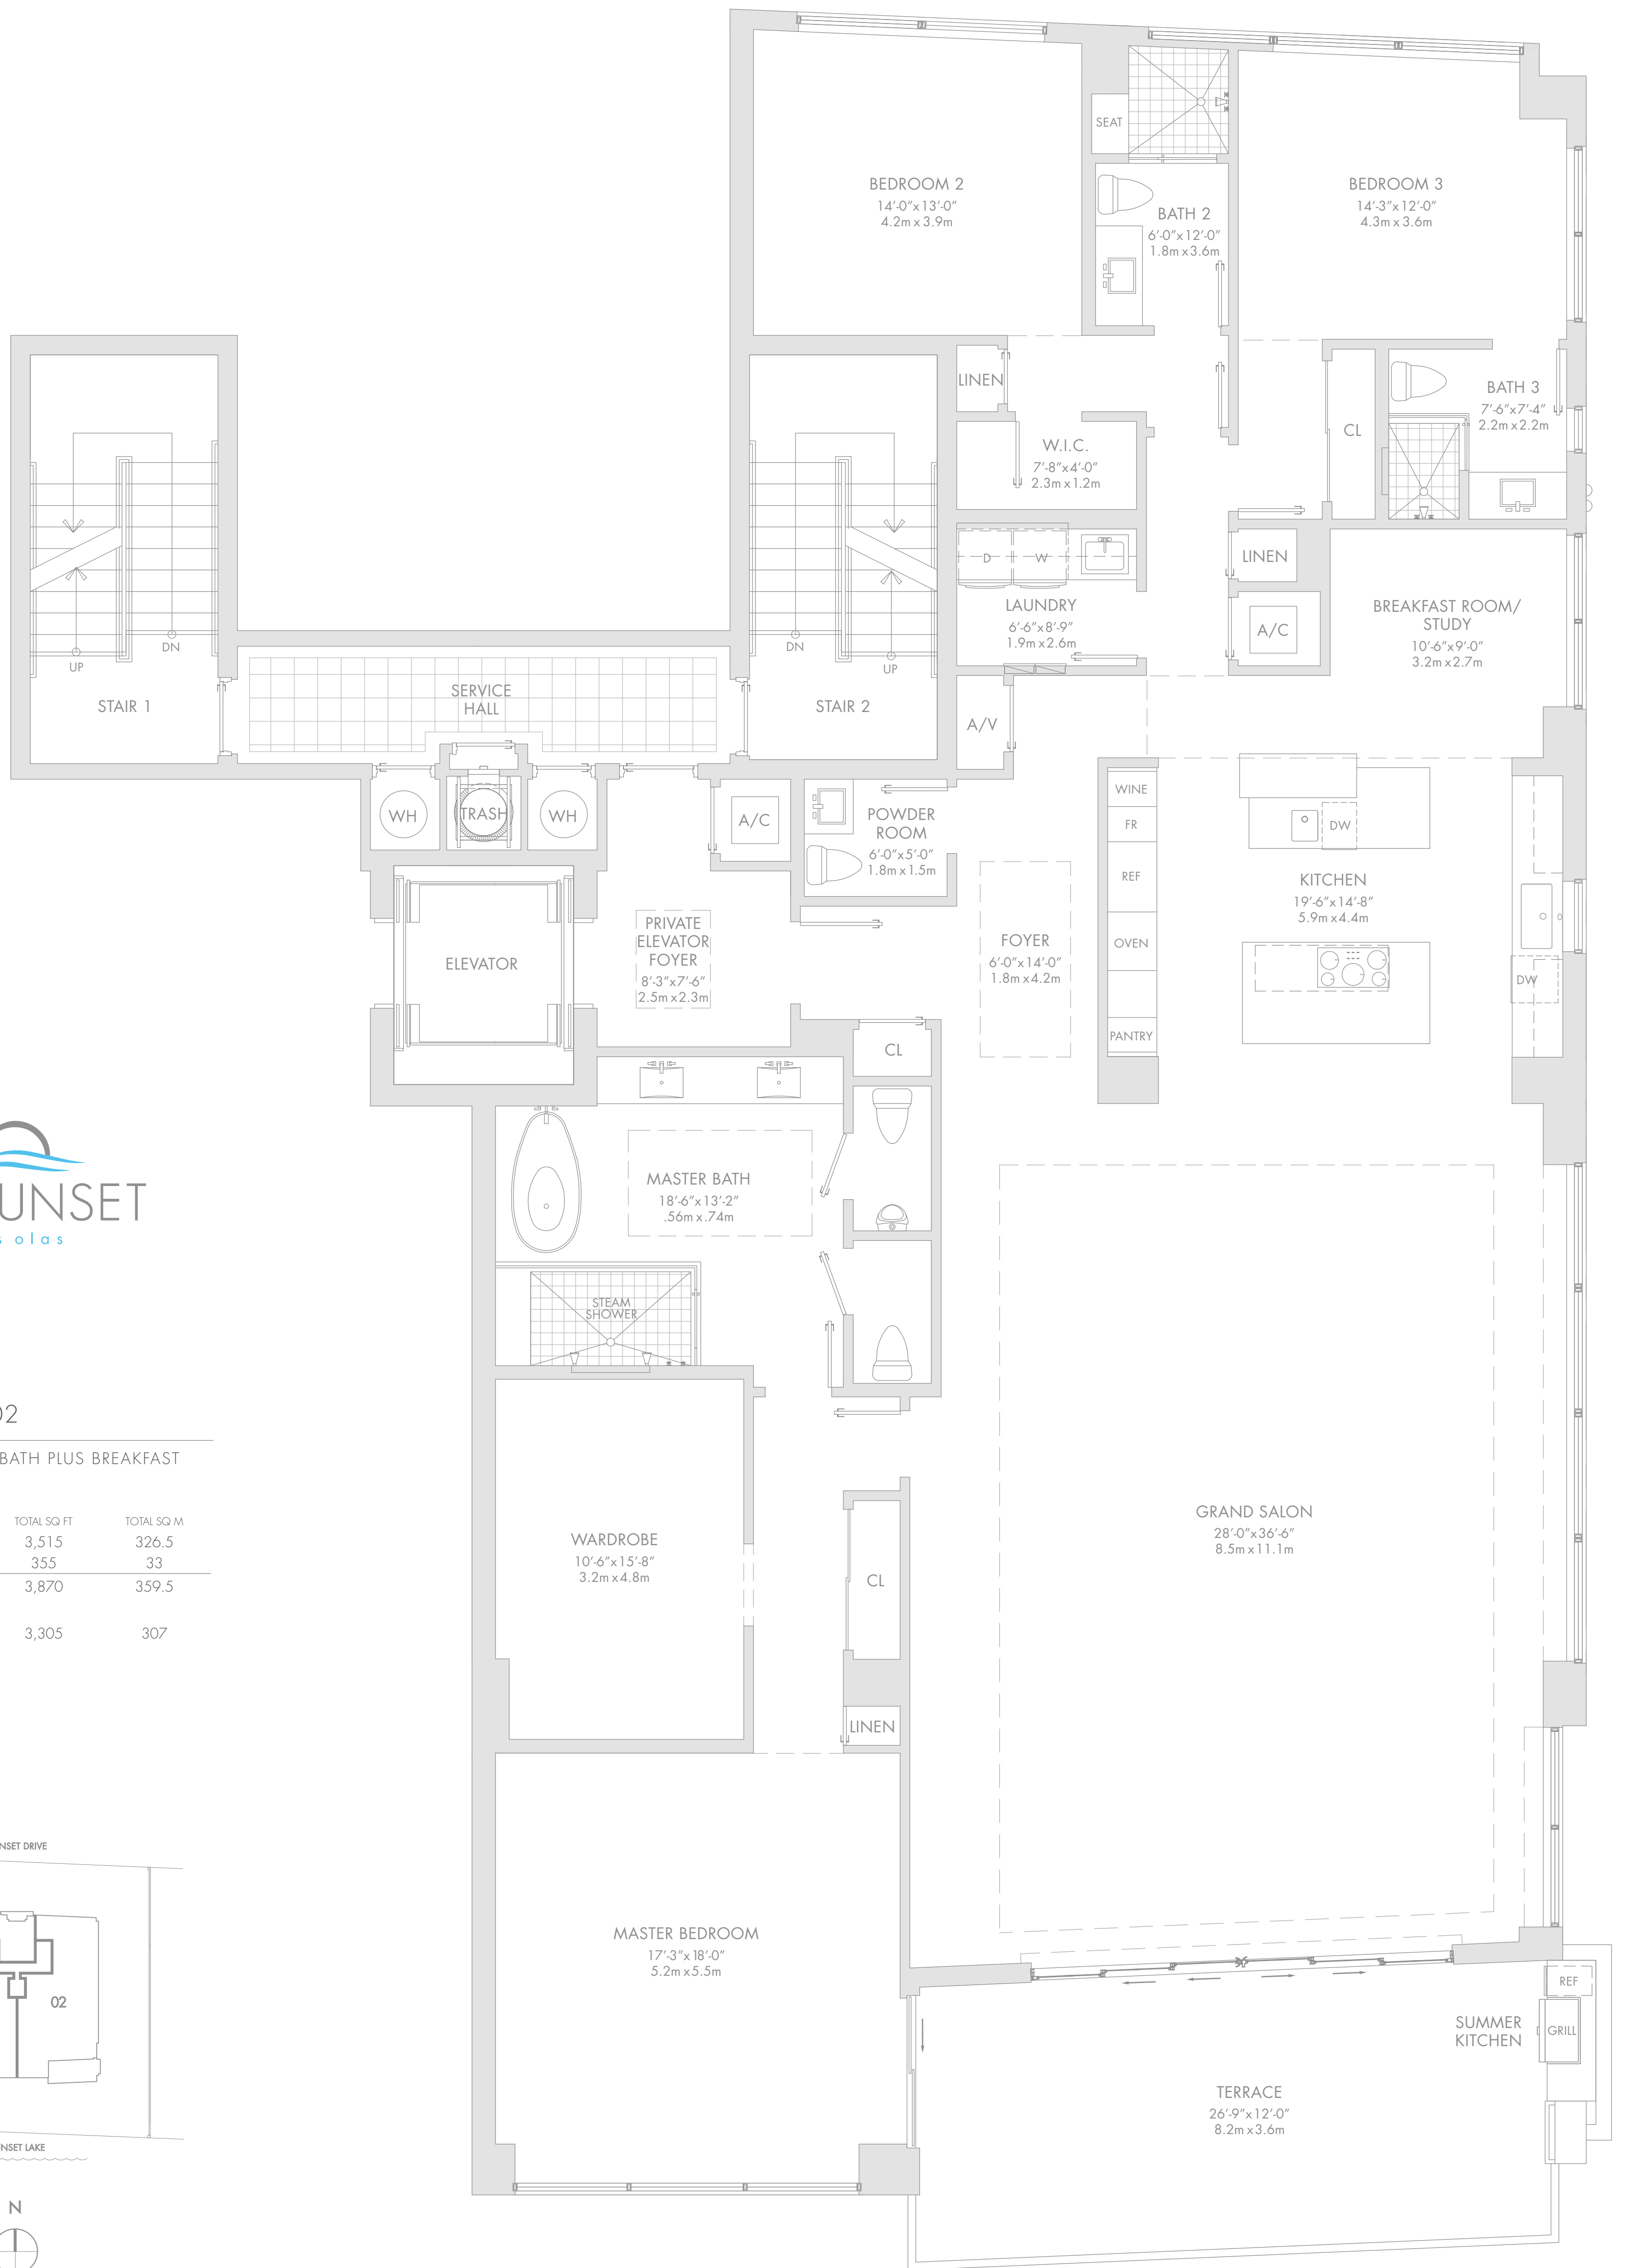 BEDROOM 2
14'-0"x13'-0"
4.2m x 3.9m
SEAT
BATH 2
6'-0"x12'-0"
1.8m x 3.6m
BEDROOM 3
14'-3"x12'-0"
4.3m x 3.6m
LINEN
W.I.C.
7'-8"x4'-0"
2.3m x 1.2m
CL
BATH 3
7'-6"x7'-4"
2.2m x 2.2m
D
W
LINEN
LAUNDRY
6'-6"x8'-9"
1.9m x 2.6m
A/C
BREAKFAST ROOM/
STUDY
10'-6"x9'-0"
3.2m x 2.7m
UP
DN
STAIR 1
SERVICE
HALL
DN
UP
STAIR 2
A/V
WH
TRASH
WH
A/C
POWDER
ROOM
6'-0"x5'-0"
1.8m x 1.5m
WINE
FR
REF
OVEN
PANTRY
DW
KITCHEN
19'-6"x14'-8"
5.9m x 4.4m
DW
ELEVATOR
PRIVATE
ELEVATOR
FOYER
8'-3"x7'-6"
2.5m x 2.3m
FOYER
6'-0"x14'-0"
1.8m x 4.2m
CL
MASTER BATH
18'-6"x13'-2"
.56m x .74m
STEAM
SHOWER
UNSET
s olas
02
BATH PLUS BREAKFAST
TOTAL SQ FT TOTAL SQ M
3,515 326.5
355 33
3,870 359.5
3,305 307
WARDROBE
10'-6"x15'-8"
3.2m x 4.8m
CL
LINEN
GRAND SALON
28'-0"x36'-6"
8.5m x 11.1m
MASTER BEDROOM
17'-3"x18'-0"
5.2m x 5.5m
REF
SUMMER
KITCHEN
GRILL
TERRACE
26'-9"x12'-0"
8.2m x 3.6m
NSET DRIVE
02
NSET LAKE
N